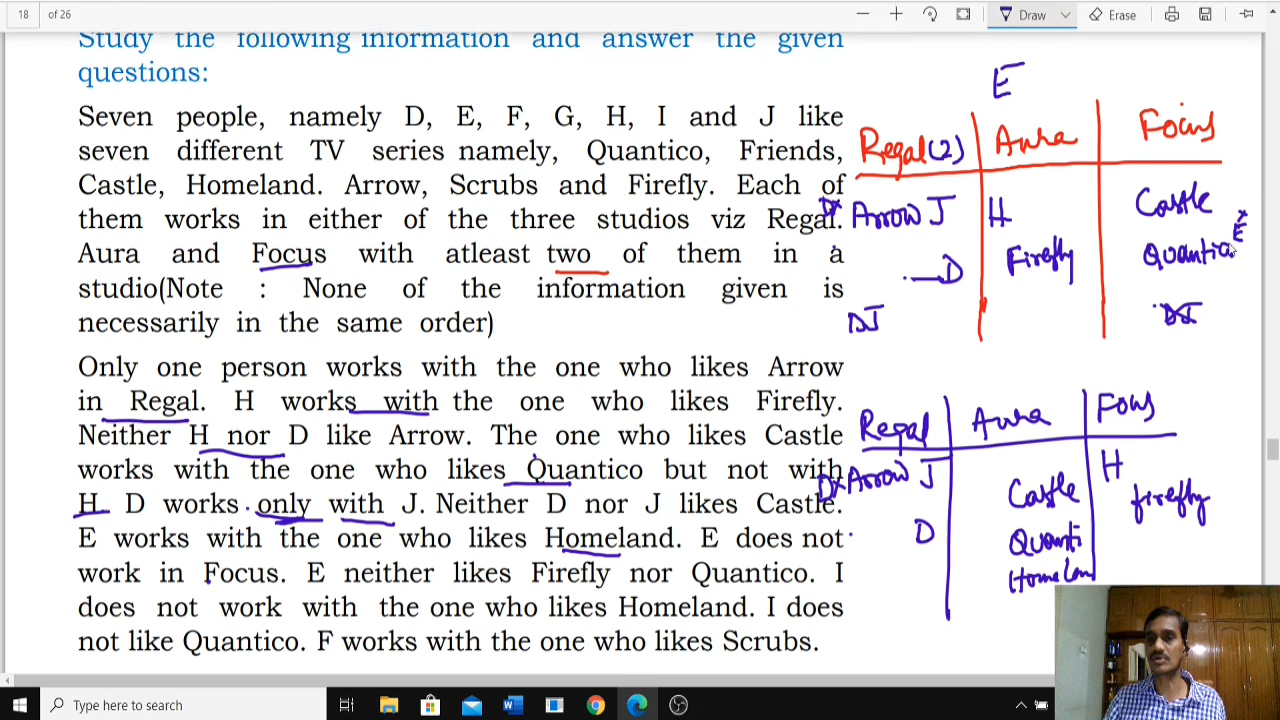 18 of 26
Draw
Erase
Study the following information and answer the given
questions:
Seven people, namely D, E, F, G, H, I and J like
seven different TV series namely, Quantico, Friends,
Castle, Homeland. Arrow, Scrubs and Firefly. Each of
them works in either of the three studios viz Regal.
Aura and Focus with atleast two of them in a
studio(Note : None of the information given is
necessarily in the same order)
Only one person works with the one who likes Arrow
in Regal. H works with the one who likes Firefly.
Neither H nor D like Arrow. The one who likes Castle
works with the one who likes Quantico but not with
H. D works only with J. Neither D nor J likes Castle.
E works with the one who likes Homeland. E does not
work in Focus. E neither likes Firefly nor Quantico. I
does not work with the one who likes Homeland. I does
not like Quantico. F works with the one who likes Scrubs.
E
Regal(2) Aura Focus
Dx Arrow J H Castle
Ex
D Firefly Quantico
DJ DJ
Regal Aura Focus
Dx Arrow J Castle H
firefly
D Quanti
Homelan
Type here to search